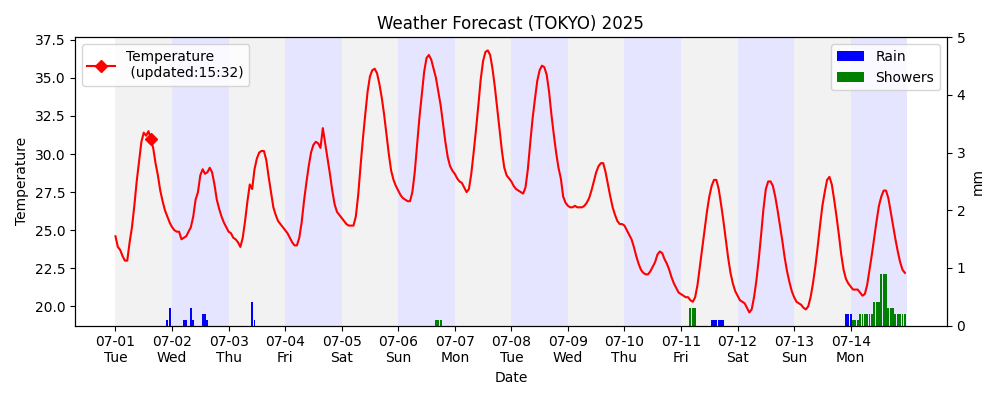 Weather Forecast (TOKYO) 2025
Temperature
(updated:15:32)
Rain
Showers
Temperature
37.5
35.0
32.5
30.0
27.5
25.0
22.5
20.0
5
4
3
2
1
0
mm
07-01 07-02 07-03 07-04 07-05 07-06 07-07 07-08 07-09 07-10 07-11 07-12 07-13 07-14
Tue Wed Thu Fri Sat Sun Mon Tue Wed Thu Fri Sat Sun Mon
Date